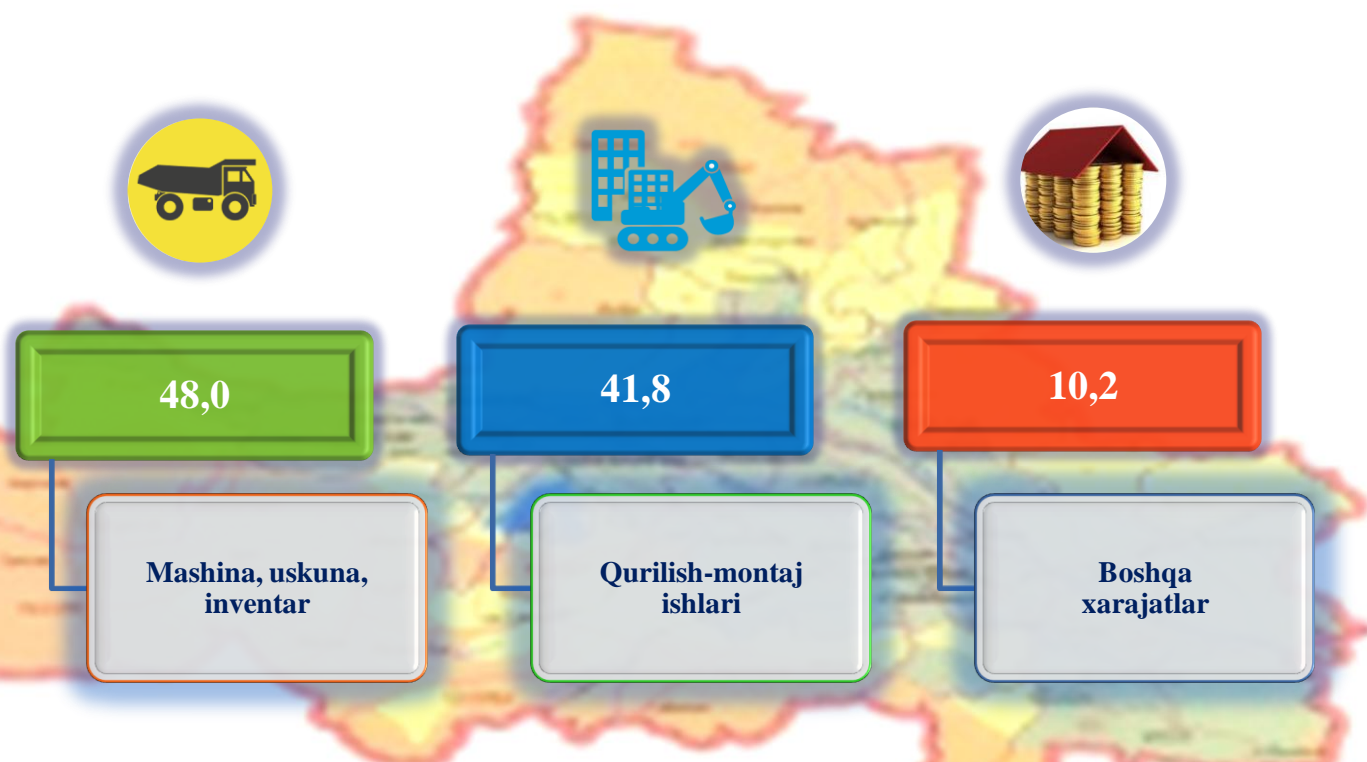 48,0
41,8
10,2
Mashina, uskuna,
inventar
Qurilish-montaj
ishlari
Boshqa
xarajatlar